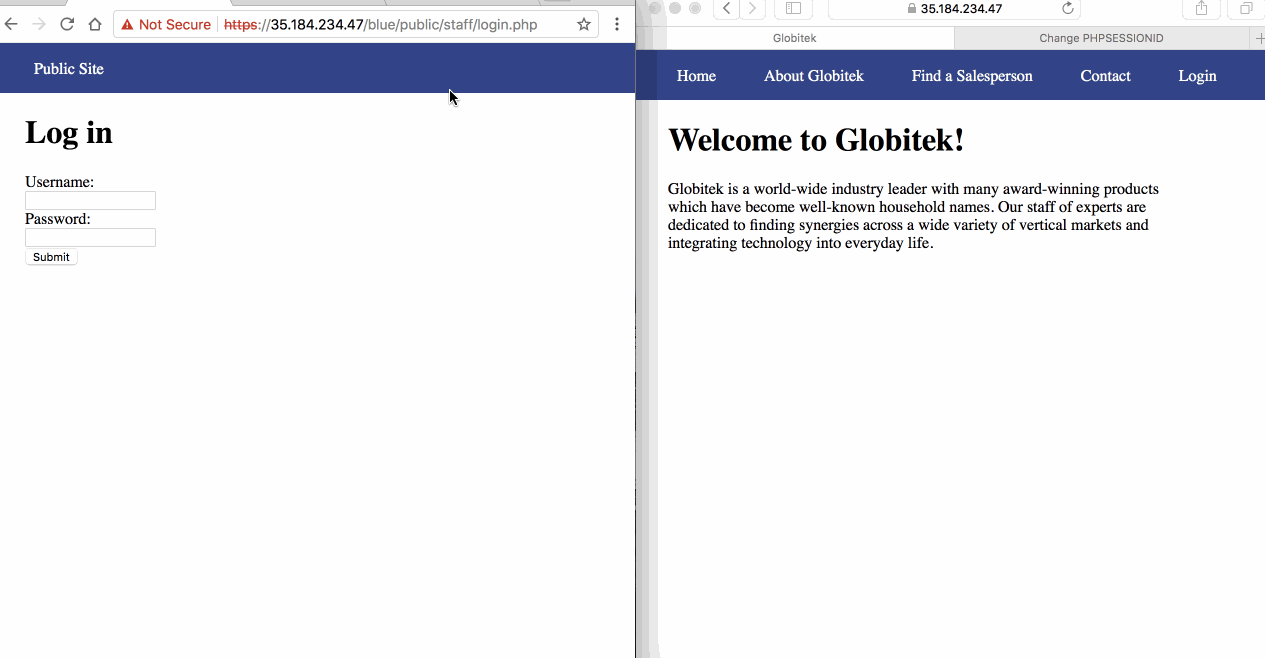 Not Secure https://35.184.234.47/blue/public/staff/login.php
Public Site
Log in
Username:
Password:
Submit
35.184.234.47
Globitek
Change PHPSESSIONID
Home About Globitek Find a Salesperson Contact Login
Welcome to Globitek!
Globitek is a world-wide industry leader with many award-winning products
which have become well-known household names. Our staff of experts are
dedicated to finding synergies across a wide variety of vertical markets and
integrating technology into everyday life.